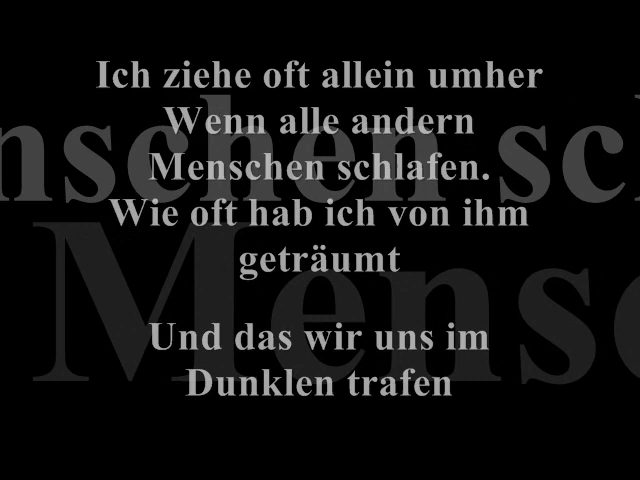 Ich ziehe oft allein umher
Wenn alle andern
Menschen schlafen.
Wie oft hab ich von ihm
geträumt
Und das wir uns im
Dunklen trafen